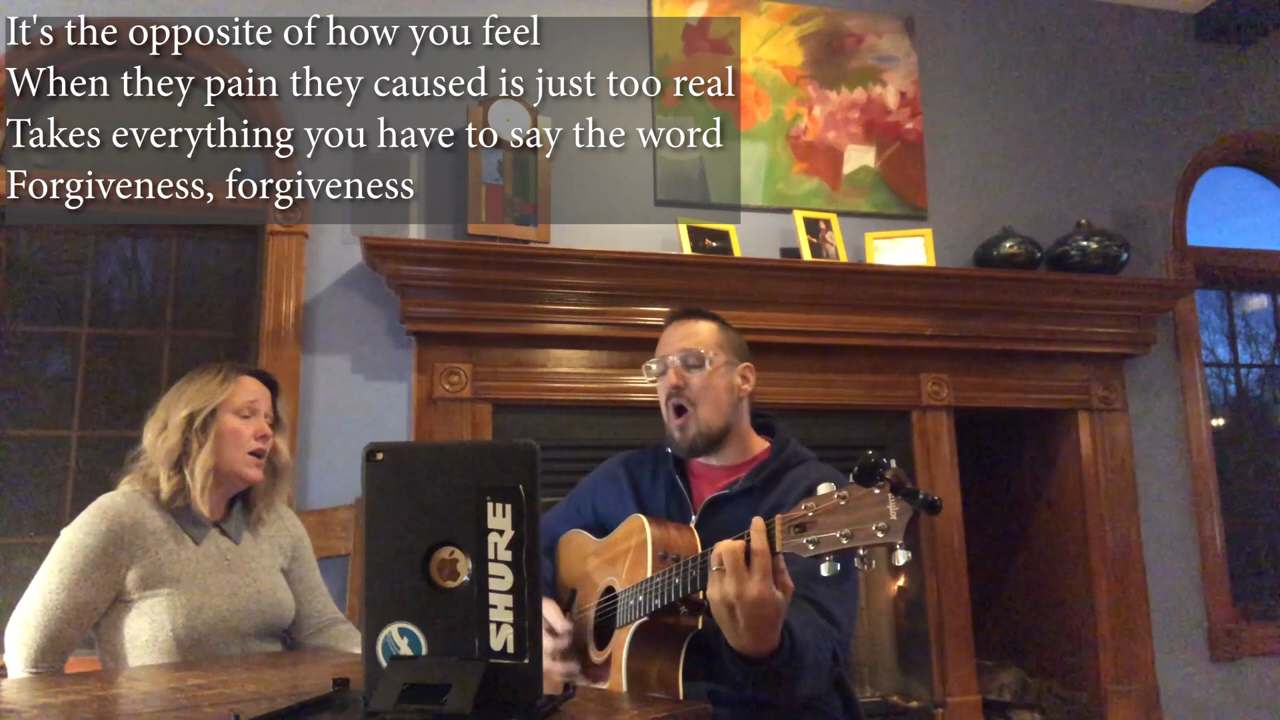 It's the opposite of how you feel
When they pain they caused is just too real
Takes everything you have to say the word
Forgiveness, forgiveness
SHURE
Taylor